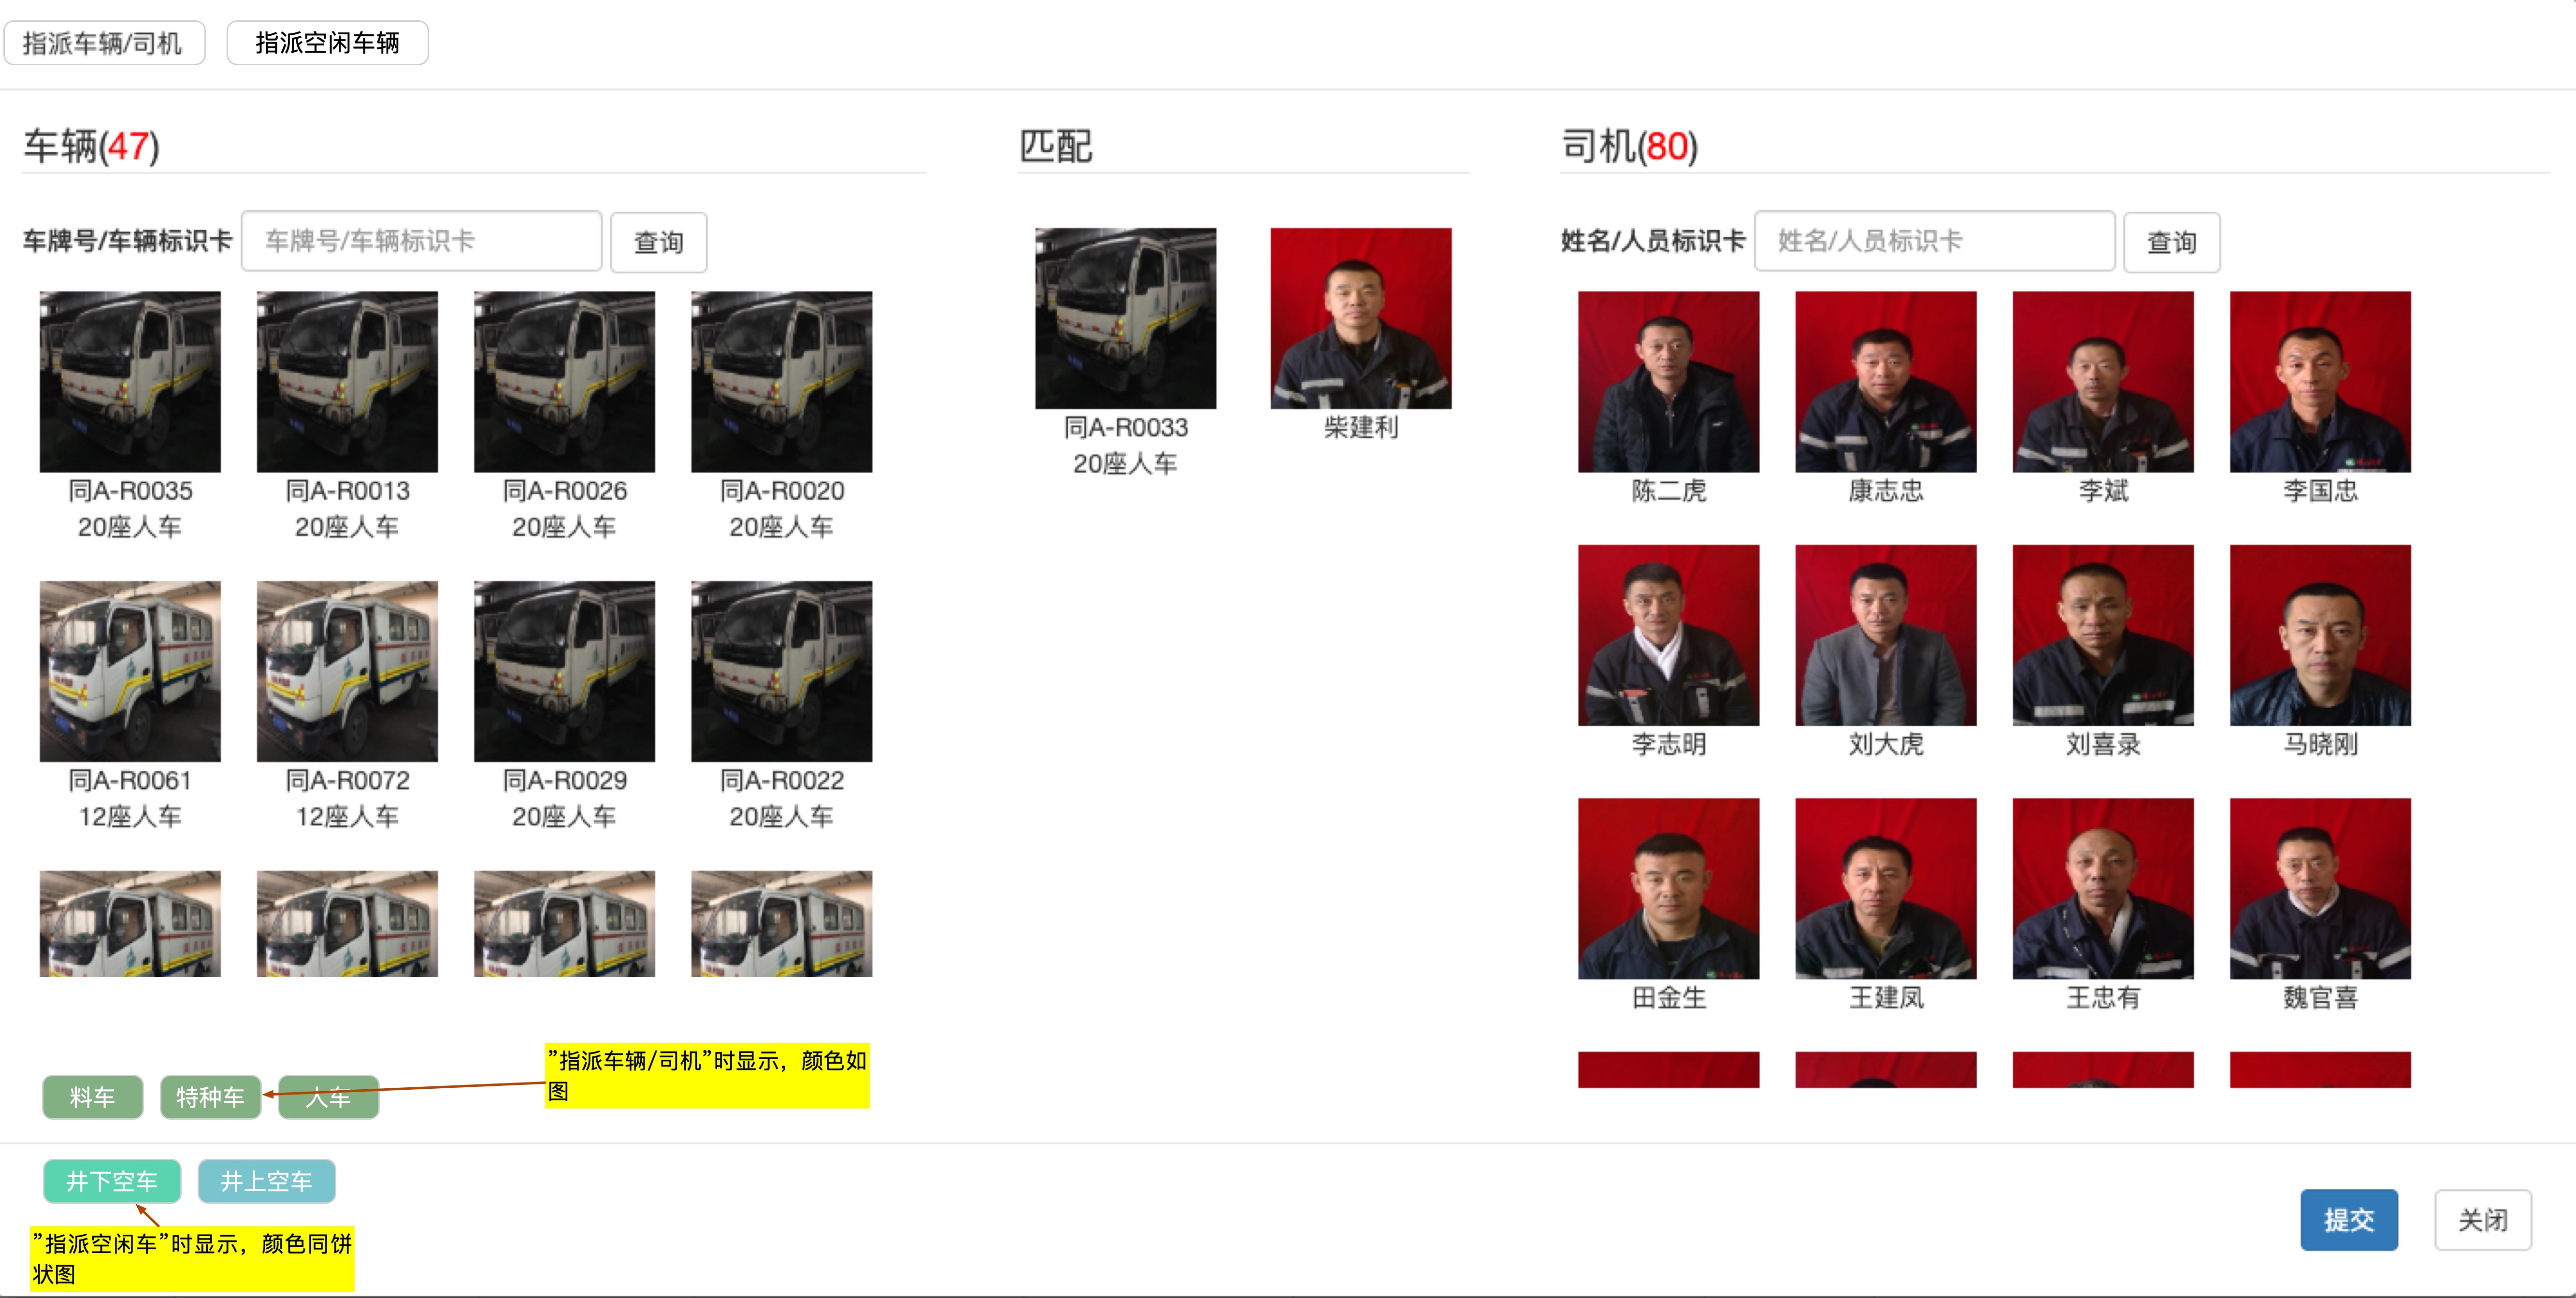 指派车辆/司机
指派空闲车辆
车辆(47)
匹配
司机(80)
车牌号/车辆标识卡
车牌号/车辆标识卡
查询
姓名/人员标识卡
姓名/人员标识卡
查询
同A-R0035
20座人车
同A-R0013
20座人车
同A-R0026
20座人车
同A-R0020
20座人车
同A-R0061
12座人车
同A-R0072
12座人车
同A-R0029
20座人车
同A-R0022
20座人车
同A-R0033
20座人车
柴建利
陈二虎
康志忠
李斌
李国忠
李志明
刘大虎
刘喜录
马晓刚
田金生
王建凤
王忠有
魏官喜
料车
特种车
人车
”指派车辆/司机”时显示，颜色如
图
井下空车
井上空车
”指派空闲车”时显示，颜色同饼
状图
提交
关闭